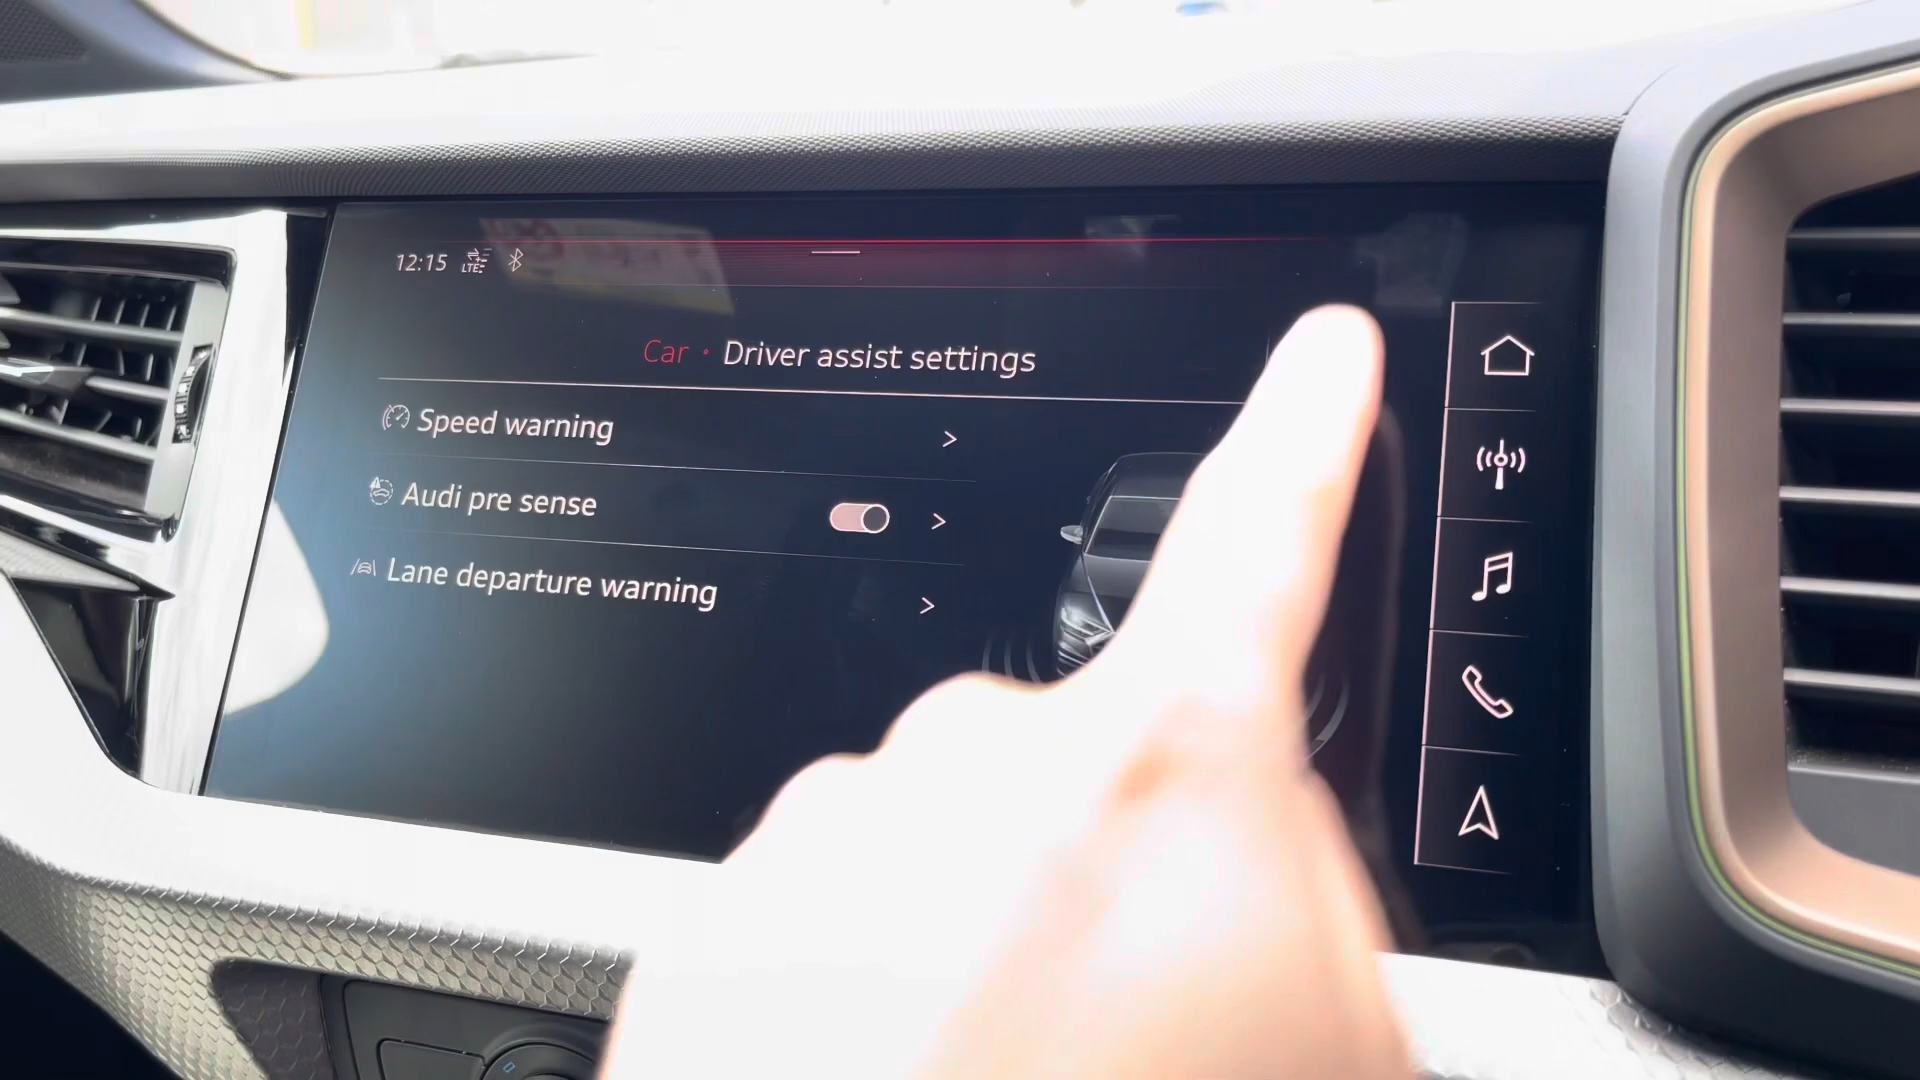 12:15 LTE
Car · Driver assist settings
Speed warning
Audi pre sense
Lane departure warning